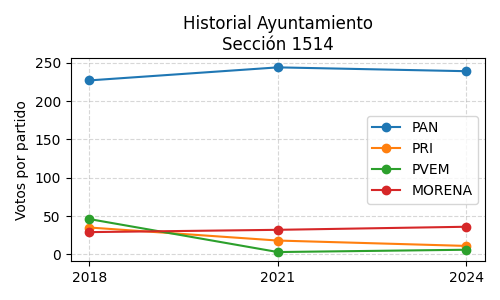 Historial Ayuntamiento
Sección 1514
Votos por partido
250
200
150
100
50
0
2018
2021
2024
PAN
PRI
PVEM
MORENA